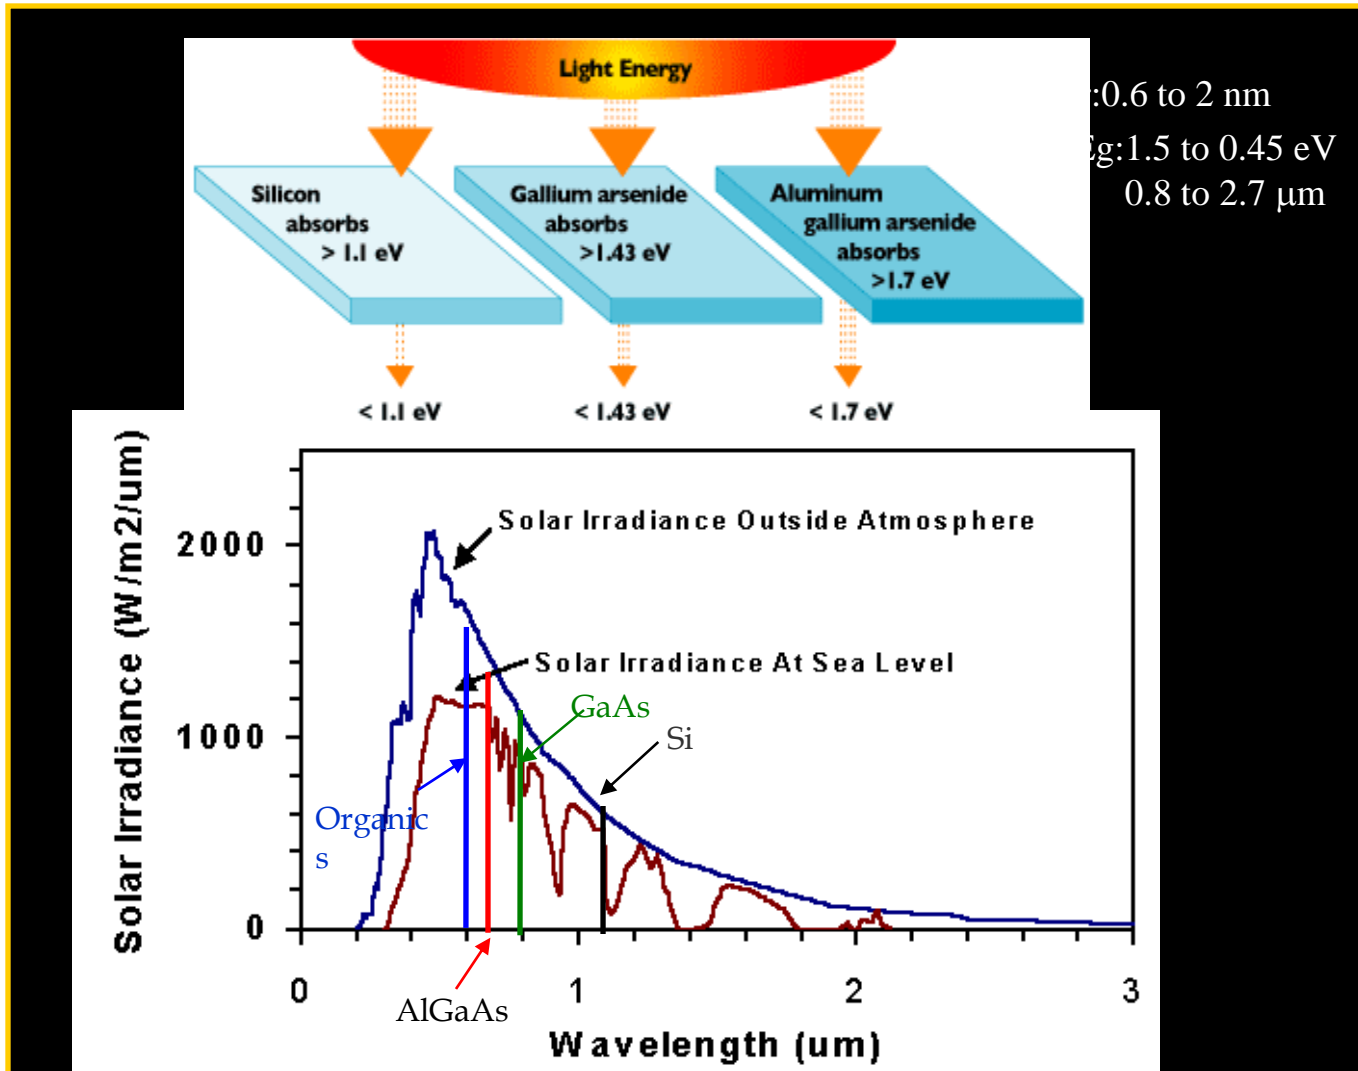 Light Energy
:0.6 to 2 nm
Eg:1.5 to 0.45 eV
0.8 to 2.7 μm
Silicon
absorbs
> 1.1 eV
Gallium arsenide
absorbs
>1.43 eV
Aluminum
gallium arsenide
absorbs
>1.7 eV
< 1.1 eV
< 1.43 eV
< 1.7 eV
Solar Irradiance (W/m2/um)
2000
1000
0
Solar Irradiance Outside Atmosphere
Solar Irradiance At Sea Level
GaAs
Si
Organic
s
AlGaAs
0
1
2
3
Wavelength (um)